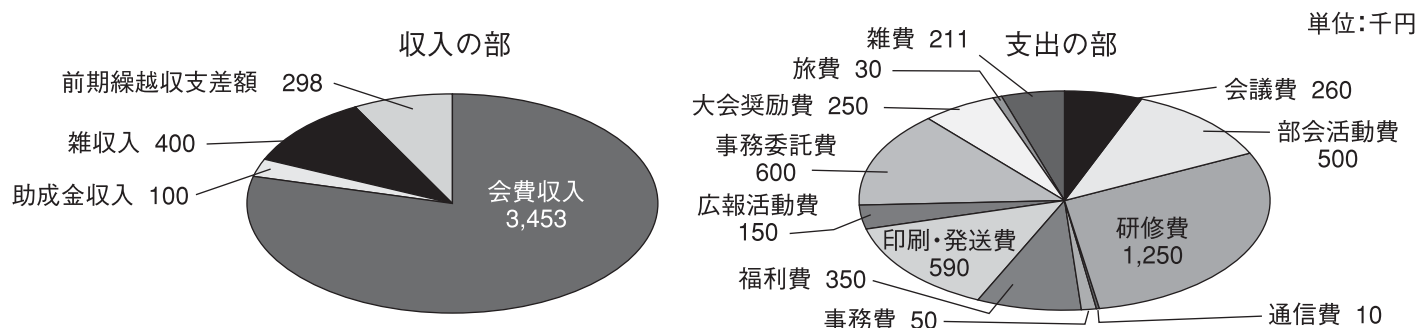 単位：千円
収入の部
前期繰越収支差額 298
雑収入 400
助成金収入 100
会費収入
3,453
支出の部
雑費 211
旅費 30
大会奨励費 250
事務委託費
600
広報活動費
150
印刷・発送費
590
福利費 350
事務費 50
会議費 260
部会活動費
500
研修費
1,250
通信費 10